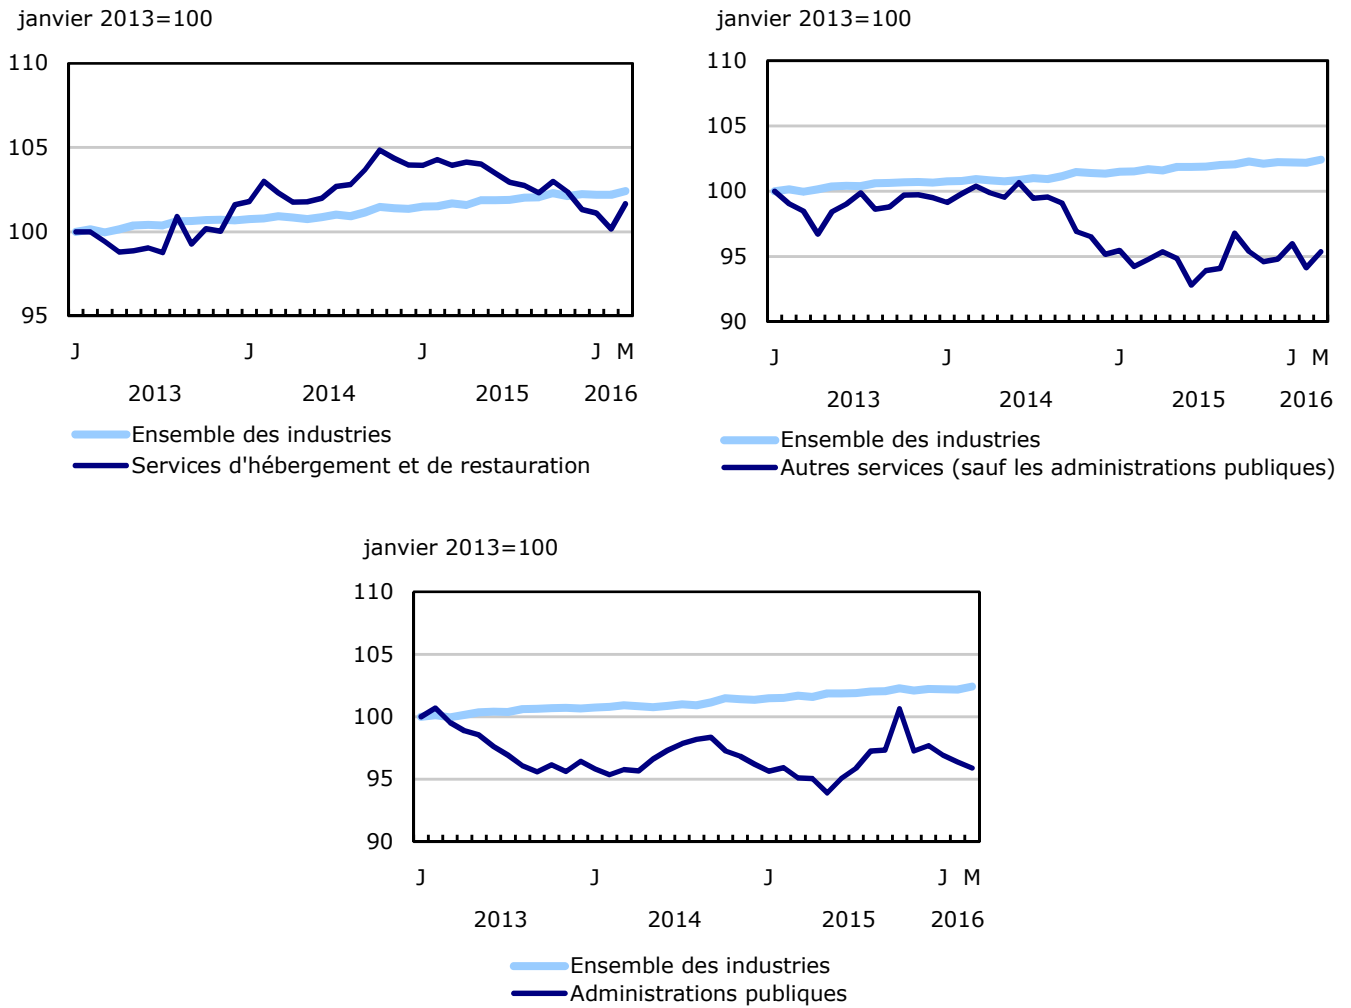 janvier 2013=100
110
105
100
95
J J J J M
2013 2014 2015 2016
Ensemble des industries
Services d'hébergement et de restauration
janvier 2013=100
110
105
100
95
90
J J J J M
2013 2014 2015 2016
Ensemble des industries
Autres services (sauf les administrations publiques)
janvier 2013=100
110
105
100
95
90
J J J J M
2013 2014 2015 2016
Ensemble des industries
Administrations publiques